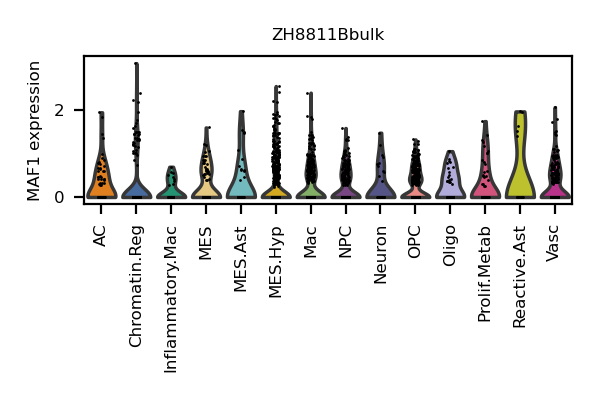 ZH8811Bbulk
MAF1 expression
2
0
AC
Chromatin.Reg
Inflammatory.Mac
MES
MES.Ast
MES.Hyp
Mac
NPC
Neuron
OPC
Oligo
Prolif.Metab
Reactive.Ast
Vasc